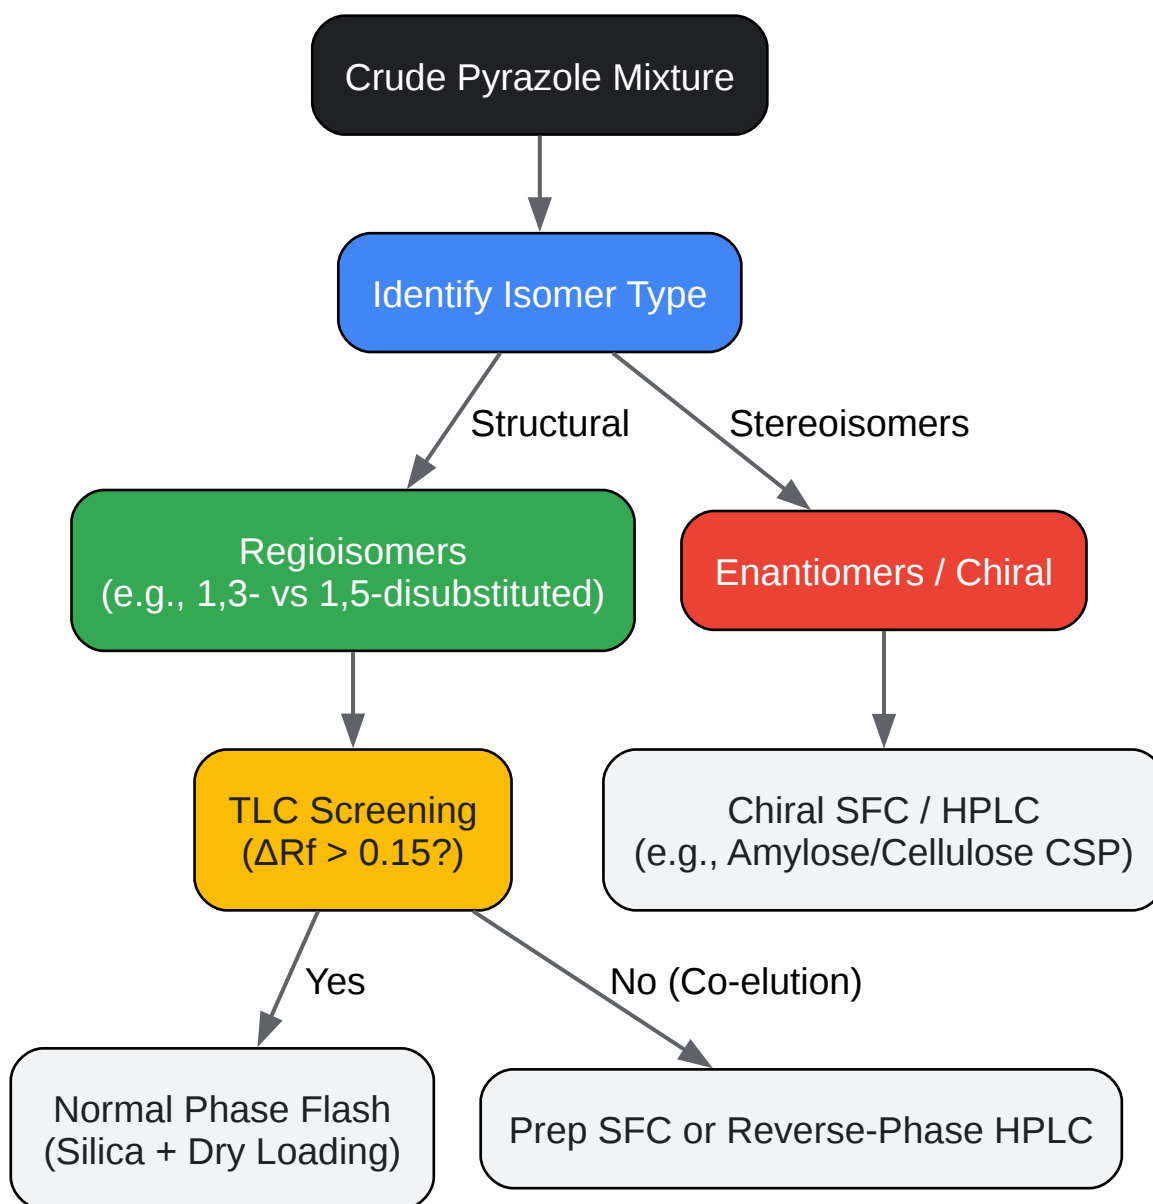 Crude Pyrazole Mixture
Identify Isomer Type
Structural
Stereoisomers
Regioisomers
(e.g., 1,3- vs 1,5-disubstituted)
Enantiomers / Chiral
TLC Screening
(ΔRf > 0.15?)
Chiral SFC / HPLC
(e.g., Amylose/Cellulose CSP)
Yes
No (Co-elution)
Normal Phase Flash
(Silica + Dry Loading)
Prep SFC or Reverse-Phase HPLC